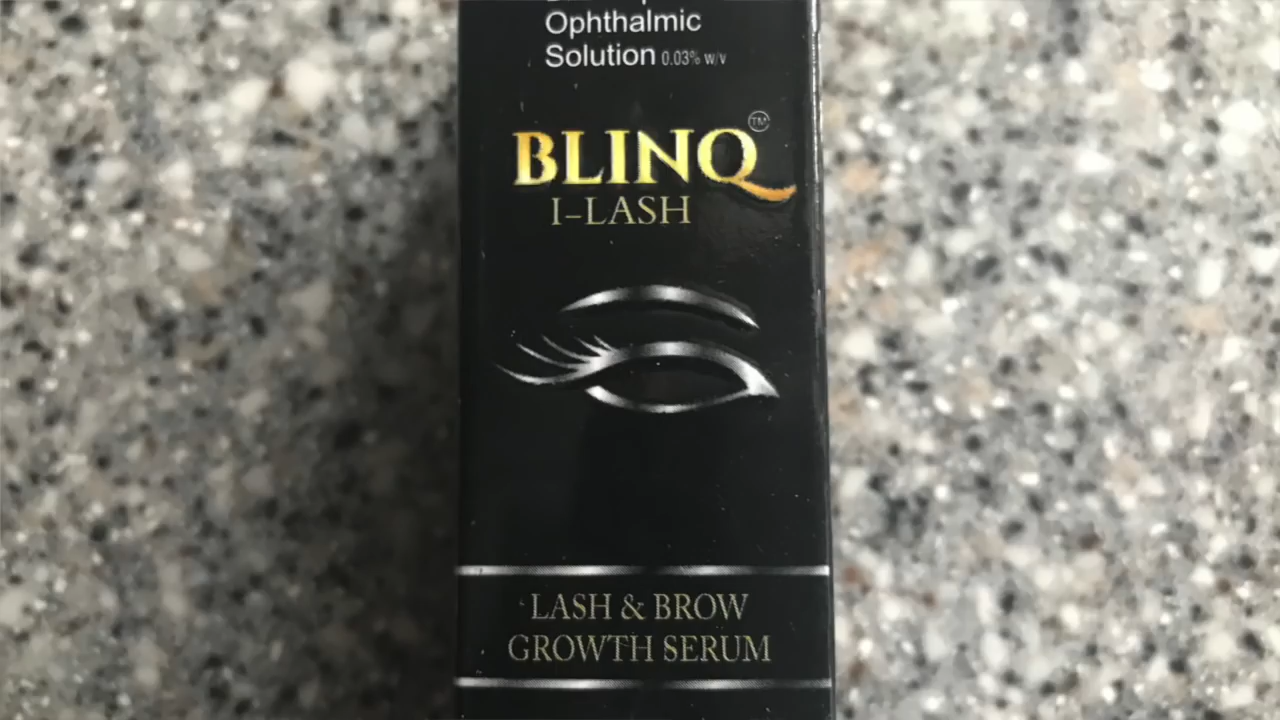 Ophthalmic
Solution 0.03% w/v
BLINQ™
I-LASH
LASH & BROW
GROWTH SERUM